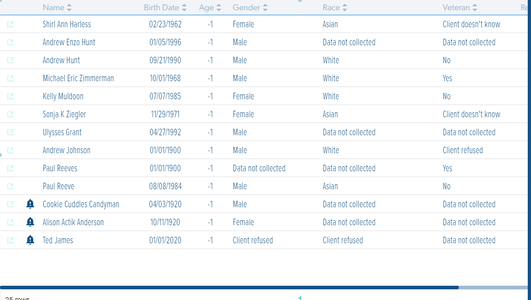 Name Birth Date Age Gender Race Veteran
Shirl Ann Harless 02/23/1962 -1 Female Asian Client doesn't know
Andrew Enzo Hunt 01/05/1996 -1 Male Data not collected Data not collected
Andrew Hunt 09/21/1990 -1 Male White No
Michael Eric Zimmerman 10/01/1968 -1 Male White Yes
Kelly Muldoon 07/07/1985 -1 Female White No
Sonja K Ziegler 11/29/1971 -1 Female Asian Client doesn't know
Ulysses Grant 04/27/1992 -1 Male Data not collected Data not collected
Andrew Johnson 01/01/1900 -1 Male White Client refused
Paul Reeves 01/01/1900 -1 Data not collected Data not collected Yes
Paul Reeve 08/08/1984 -1 Male Asian No
Cookie Cuddles Candyman 04/03/1920 -1 Male Data not collected Data not collected
Alison Actik Anderson 10/11/1920 -1 Female Data not collected Data not collected
Ted James 01/01/2020 -1 Client refused Client refused Data not collected
rows 1